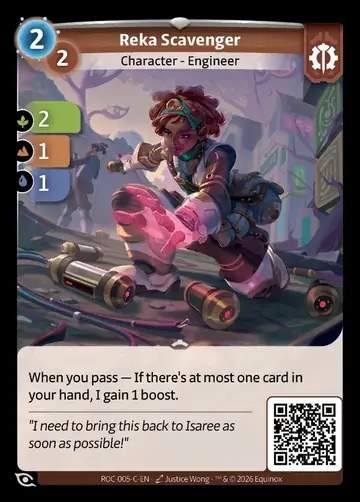 2
2
Reka Scavenger
Character - Engineer
2
1
1
When you pass — If there's at most one card in
your hand, I gain 1 boost.
"I need to bring this back to Isaree as
soon as possible!"
ROC-005-C-EN - Justice Wong - ™ & © 2026 Equinox